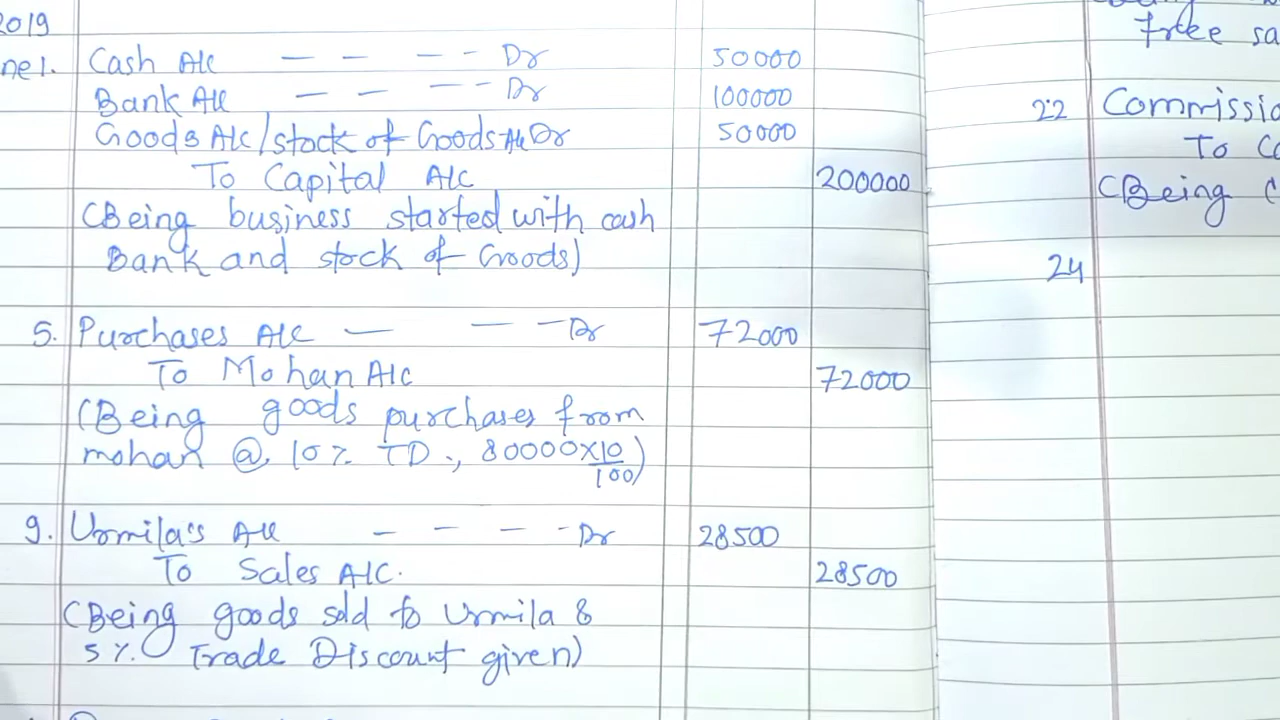 2019
ne 1. Cash A/c — — — - Dr 50000
Bank A/c — — — - Dr 100000
Goods A/c/stock of Goods A/c Dr 50000
To Capital A/c 200000
(Being business started with cash
Bank and stock of Goods)
5. Purchases A/c — — - Dr 72000
To Mohan A/c 72000
(Being goods purchases from
mohan @ 10% TD, 80000×10/100)
9. Urmila's A/c - - - - Dr 28500
To Sales A/c. 28500
(Being goods sold to Urmila &
5%. Trade Discount given)
free sa
22 Commissio
To Co
(Being
24